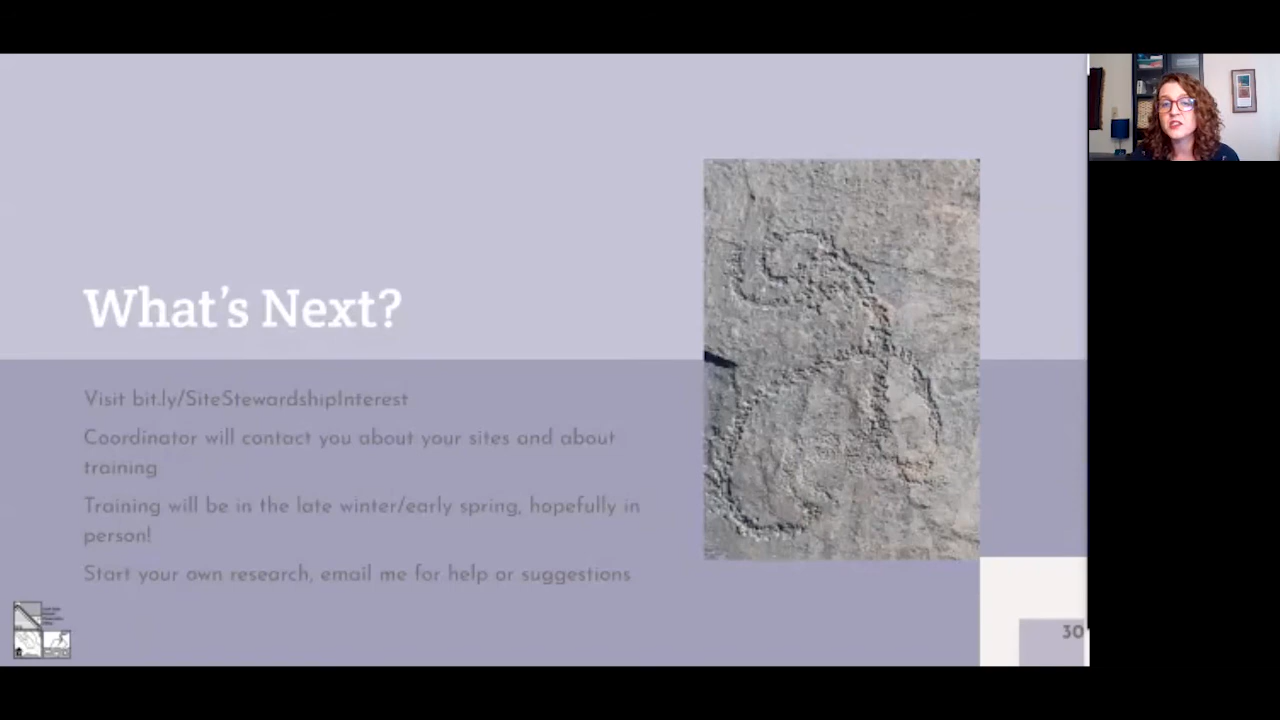 What's Next?
Visit bit.ly/SiteStewardshipInterest
Coordinator will contact you about your sites and about
training
Training will be in the late winter/early spring, hopefully in
person!
Start your own research, email me for help or suggestions
30